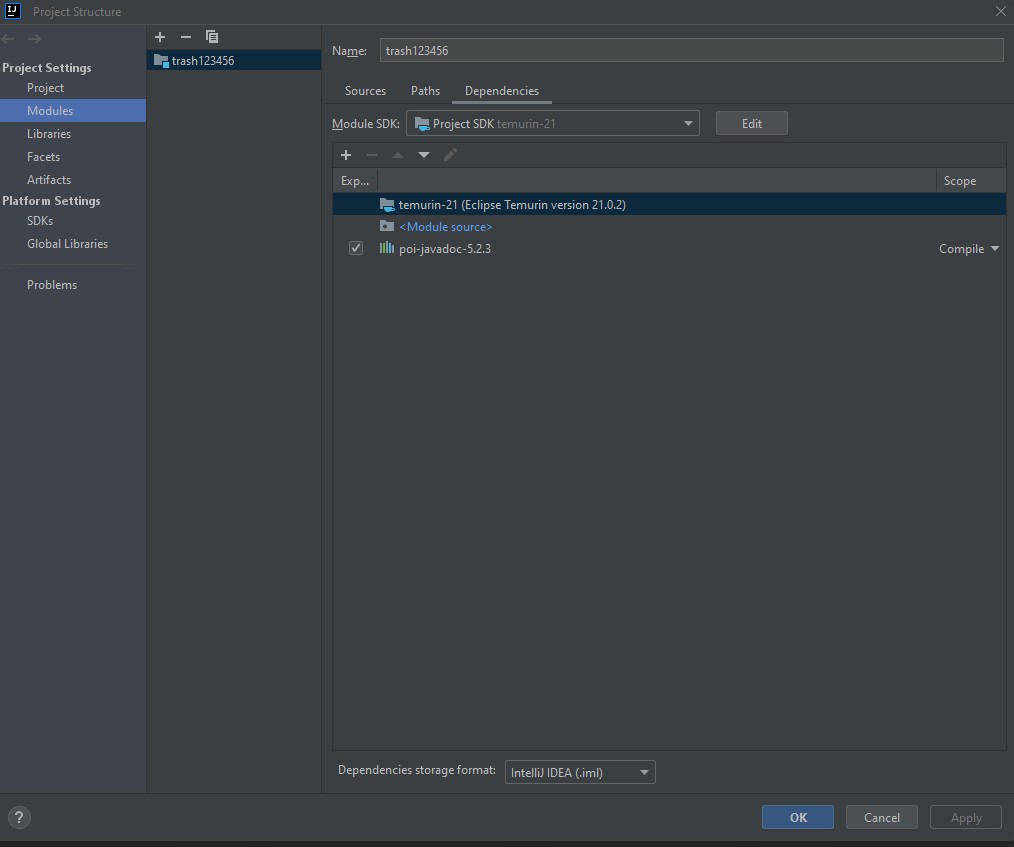 IJ Project Structure
Project Settings
Project
Modules
Libraries
Facets
Artifacts
Platform Settings
SDKs
Global Libraries
Problems
trash123456
Name: trash123456
Sources Paths Dependencies
Module SDK: Project SDK temurin-21 Edit
Exp... Scope
temurin-21 (Eclipse Temurin version 21.0.2)
<Module source>
poi-javadoc-5.2.3 Compile
Dependencies storage format: IntelliJ IDEA (.iml)
? OK Cancel Apply